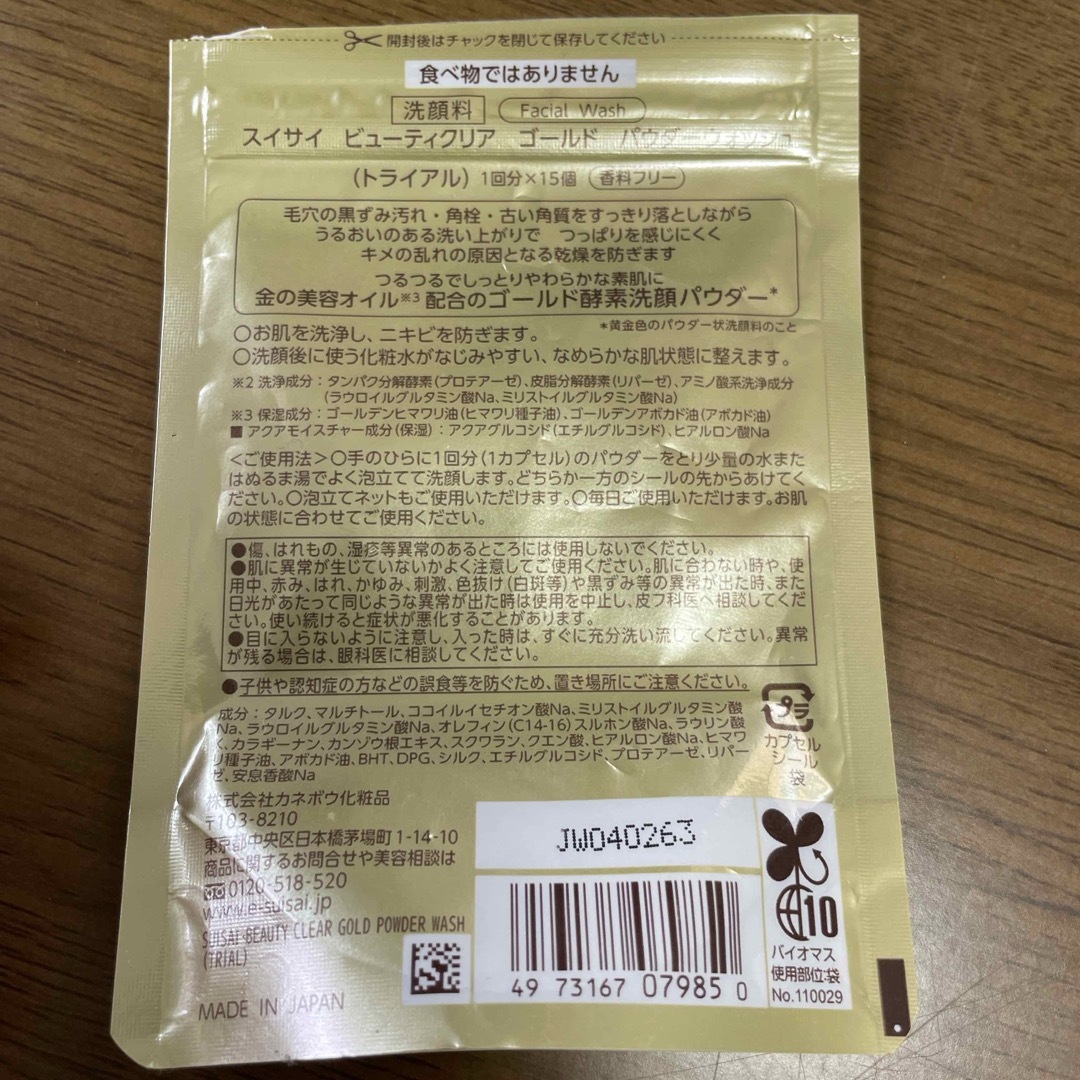 開封後はチャックを閉じて保存してください
食べ物ではありません
洗顔料 Facial Wash
スイサイ ビューティクリア ゴールド パウダーウォッシュ
(トライアル) 1回分×15個 香料フリー
毛穴の黒ずみ汚れ・角栓・古い角質をすっきり落としながら
うるおいのある洗い上がりで つっぱりを感じにくく
キメの乱れの原因となる乾燥を防ぎます
つるつるでしっとりやわらかな素肌に
金の美容オイル※3配合のゴールド酵素洗顔パウダー*
*黄金色のパウダー状洗顔料のこと
○お肌を洗浄し、ニキビを防ぎます。
○洗顔後に使う化粧水がなじみやすい、なめらかな肌状態に整えます。
※2 洗浄成分:タンパク分解酵素(プロテアーゼ)、皮脂分解酵素(リパーゼ)、アミノ酸系洗浄成分
(ラウロイルグルタミン酸Na、ミリストイルグルタミン酸Na)
※3 保湿成分:ゴールデンヒマワリ油(ヒマワリ種子油)、ゴールデンアボカド油(アボカド油)
■ アクアモイスチャー成分(保湿):アクアグルコシド(エチルグルコシド)、ヒアルロン酸Na
<ご使用法>○手のひらに1回分(1カプセル)のパウダーをとり少量の水また
はぬるま湯でよく泡立てて洗顔します。どちらか一方のシールの先からあけてく
ださい。○泡立てネットもご使用いただけます。○毎日ご使用いただけます。お肌
の状態に合わせてご使用ください。
●傷、はれもの、湿疹等異常のあるところには使用しないでください。
●肌に異常が生じていないかよく注意してご使用ください。肌に合わない時や、使
用中、赤み、はれ、かゆみ、刺激、色抜け(白斑等)や黒ずみ等の異常が出た時、また
日光があたって同じような異常が出た時は使用を中止し、皮フ科医へ相談してくだ
さい。使い続けると症状が悪化することがあります。
●目に入らないように注意し、入った時は、すぐに充分洗い流してください。異常
が残る場合は、眼科医に相談してください。
●子供や認知症の方などの誤食等を防ぐため、置き場所にご注意ください。
成分:タルク、マルチトール、ココイルイセチオン酸Na、ミリストイルグルタミン酸
Na、ラウロイルグルタミン酸Na、オレフィン(C14-16)スルホン酸Na、ラウリン酸
K、カラギーナン、カンゾウ根エキス、スクワラン、クエン酸、ヒアルロン酸Na、ヒマワ
リ種子油、アボカド油、BHT、DPG、シルク、エチルグルコシド、プロテアーゼ、リパー
ゼ、安息香酸Na
プラ
カプセル
シール
袋
株式会社カネボウ化粧品
〒103-8210
東京都中央区日本橋茅場町1-14-10
商品に関するお問合せや美容相談は
0120-518-520
www.e-suisai.jp
SUISAI BEAUTY CLEAR GOLD POWDER WASH
(TRIAL)
MADE IN JAPAN
JW040263
49 73167 07985 0
10
バイオマス
使用部位:袋
No.110029